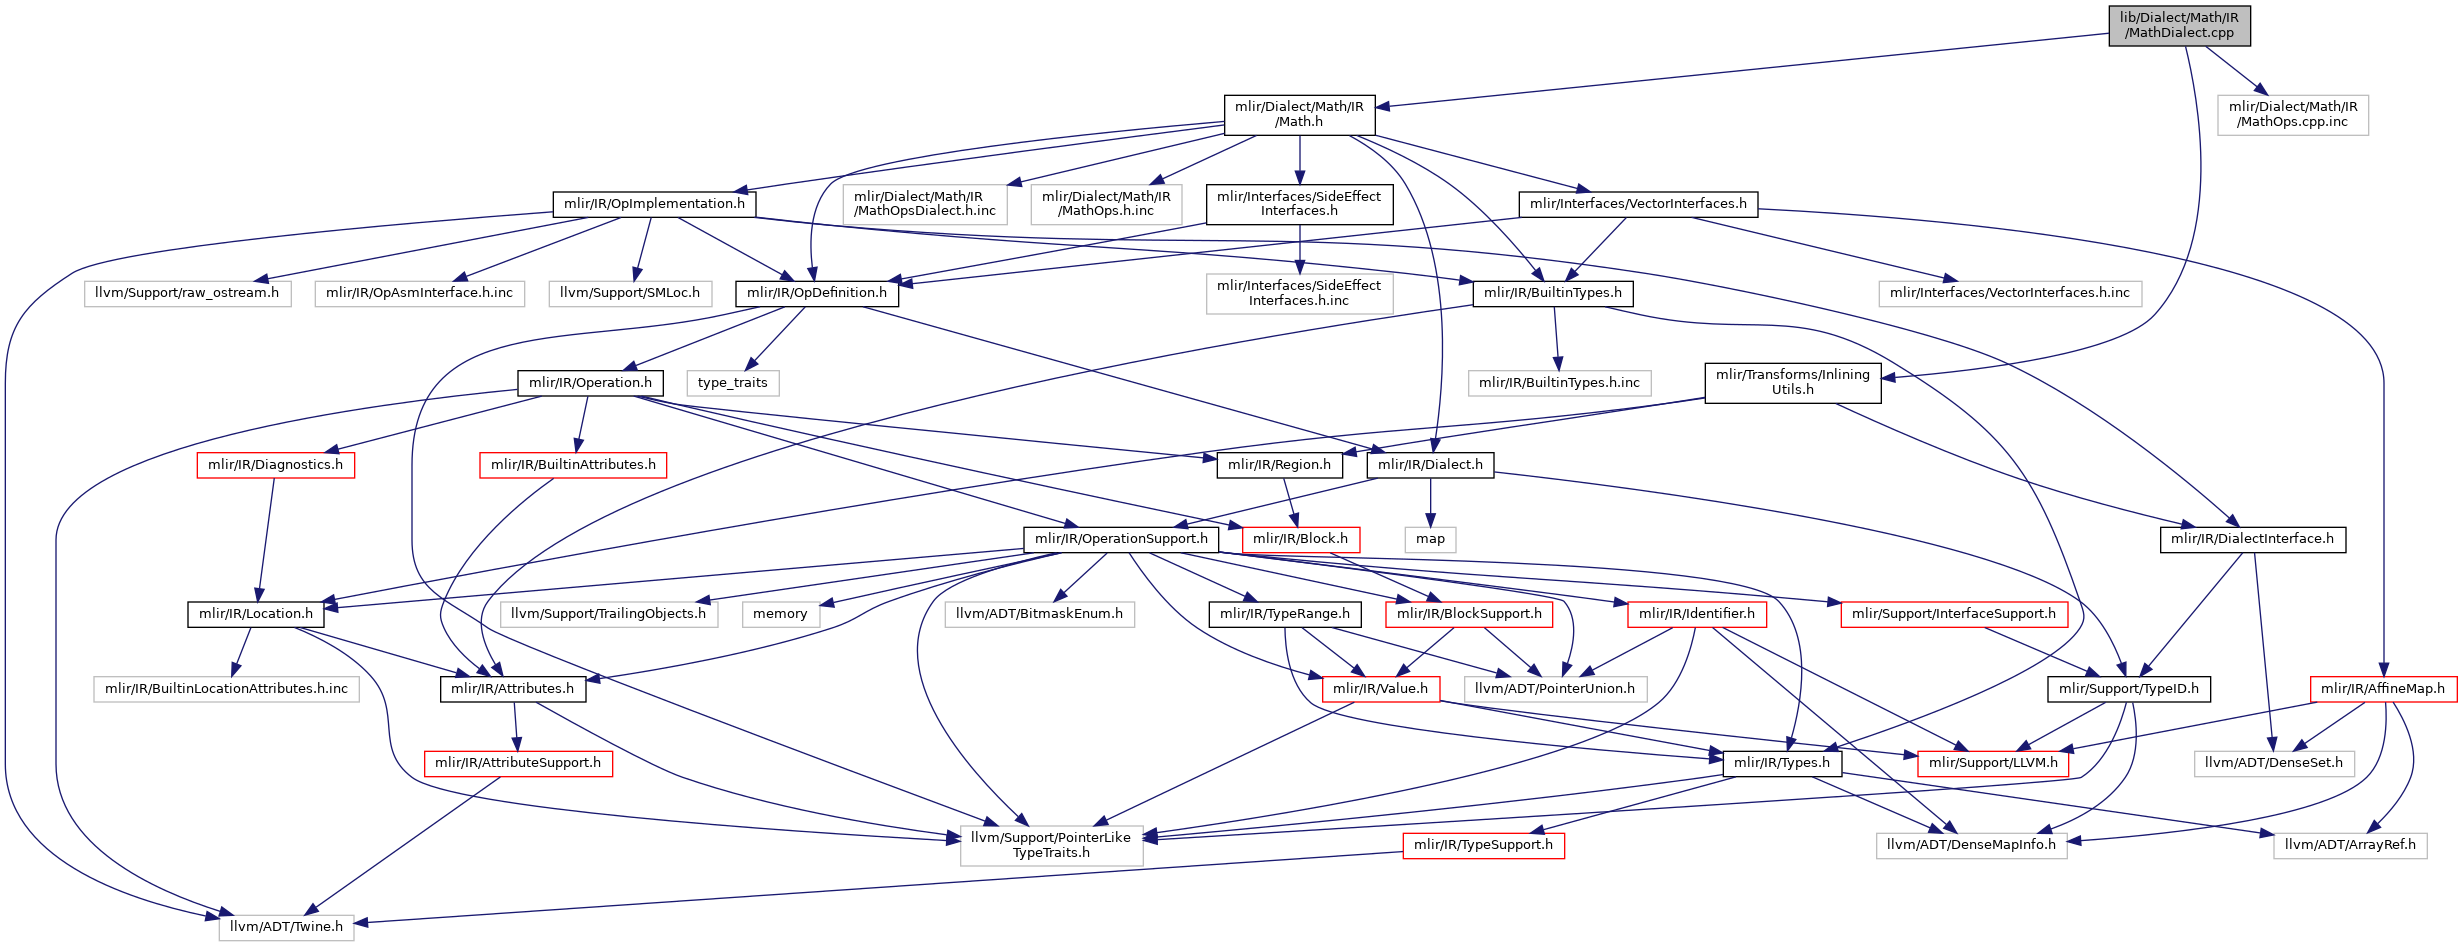 lib/Dialect/Math/IR
/MathDialect.cpp
mlir/Dialect/Math/IR
/Math.h
mlir/Dialect/Math/IR
/MathOps.cpp.inc
mlir/IR/OpImplementation.h
mlir/Dialect/Math/IR
/MathOpsDialect.h.inc
mlir/Dialect/Math/IR
/MathOps.h.inc
mlir/Interfaces/SideEffect
Interfaces.h
mlir/Interfaces/VectorInterfaces.h
llvm/Support/raw_ostream.h
mlir/IR/OpAsmInterface.h.inc
llvm/Support/SMLoc.h
mlir/IR/OpDefinition.h
mlir/Interfaces/SideEffect
Interfaces.h.inc
mlir/IR/BuiltinTypes.h
mlir/Interfaces/VectorInterfaces.h.inc
mlir/IR/Operation.h
type_traits
mlir/IR/BuiltinTypes.h.inc
mlir/Transforms/Inlining
Utils.h
mlir/IR/Diagnostics.h
mlir/IR/BuiltinAttributes.h
mlir/IR/Region.h
mlir/IR/Dialect.h
mlir/IR/OperationSupport.h
mlir/IR/Block.h
map
mlir/IR/DialectInterface.h
mlir/IR/Location.h
llvm/Support/TrailingObjects.h
memory
llvm/ADT/BitmaskEnum.h
mlir/IR/TypeRange.h
mlir/IR/BlockSupport.h
mlir/IR/Identifier.h
mlir/Support/InterfaceSupport.h
mlir/IR/BuiltinLocationAttributes.h.inc
mlir/IR/Attributes.h
mlir/IR/Value.h
llvm/ADT/PointerUnion.h
mlir/Support/TypeID.h
mlir/IR/AffineMap.h
mlir/IR/AttributeSupport.h
mlir/IR/Types.h
mlir/Support/LLVM.h
llvm/ADT/DenseSet.h
llvm/Support/PointerLike
TypeTraits.h
mlir/IR/TypeSupport.h
llvm/ADT/DenseMapInfo.h
llvm/ADT/ArrayRef.h
llvm/ADT/Twine.h